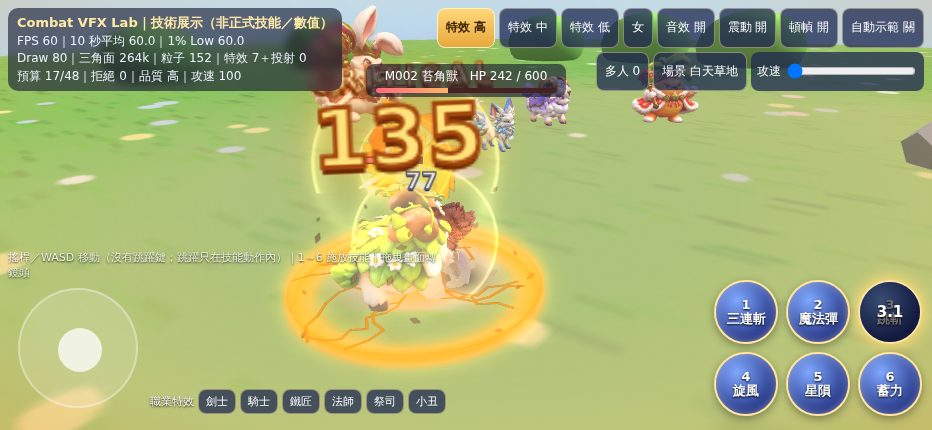 Combat VFX Lab｜技術展示（非正式技能／數值）
FPS 60｜10 秒平均 60.0｜1% Low 60.0
Draw 80｜三角面 264k｜粒子 152｜特效 7＋投射 0
預算 17/48｜拒絕 0｜品質 高｜攻速 100
特效 高
特效 中
特效 低
女
音效 開
震動 開
頓幀 開
自動示範 關
多人 0
場景 白天草地
攻速
M002 苔角獸 HP 242 / 600
135
77
搖桿／WASD 移動（沒有跳躍鍵；跳躍只在技能動作內）｜1～6 施放技能｜拖曳畫面轉
鏡頭
1
三連斬
2
魔法彈
3
3.1
跳斬
4
旋風
5
星隕
6
蓄力
職業特效
劍士
騎士
鐵匠
法師
祭司
小丑